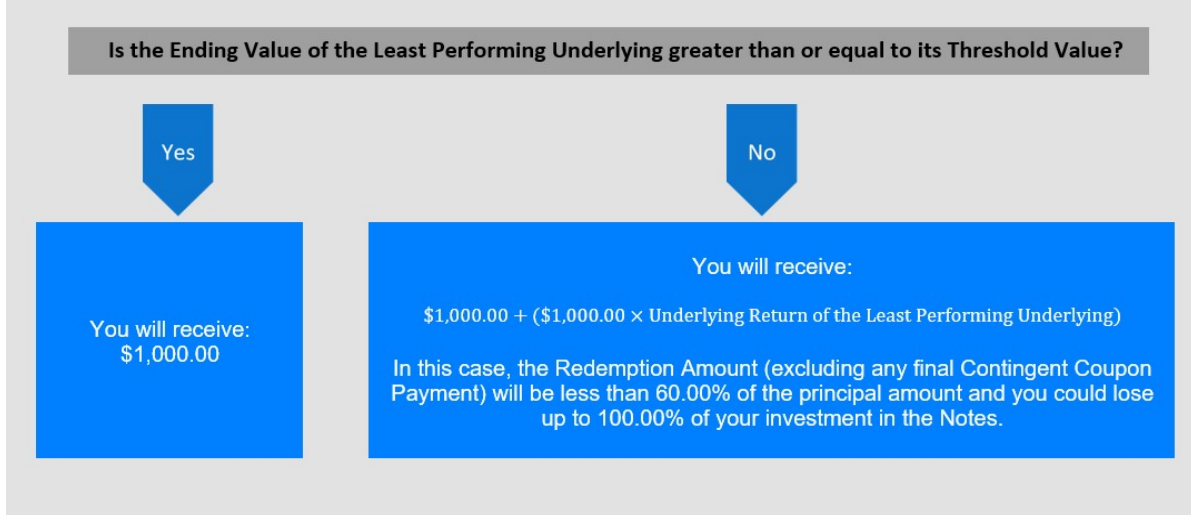 Is the Ending Value of the Least Performing Underlying greater than or equal to its Threshold Value?
Yes
No
You will receive:
$1,000.00
You will receive:
$1,000.00 + ($1,000.00 × Underlying Return of the Least Performing Underlying)
In this case, the Redemption Amount (excluding any final Contingent Coupon
Payment) will be less than 60.00% of the principal amount and you could lose
up to 100.00% of your investment in the Notes.